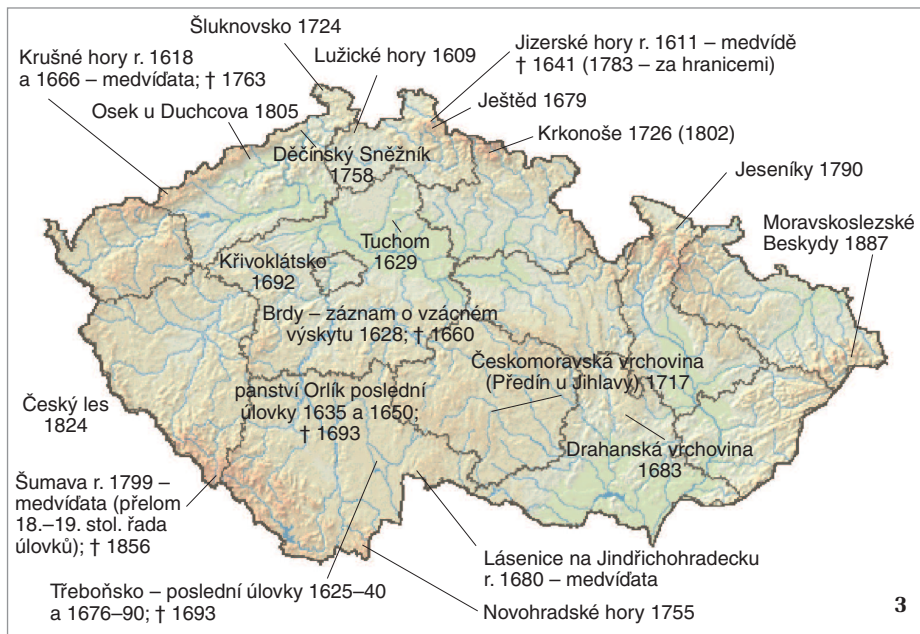 Šluknovsko 1724
Krušné hory r. 1618
a 1666 – medvíďata; † 1763
Lužické hory 1609
Jizerské hory r. 1611 – medvídě
† 1641 (1783 – za hranicemi)
Osek u Duchcova 1805
Ještěd 1679
Krkonoše 1726 (1802)
Děčínský Sněžník
1758
Jeseníky 1790
Moravskoslezské
Beskydy 1887
Tuchom
1629
Křivoklátsko
1692
Brdy – záznam o vzácném
výskytu 1628; † 1660
Českomoravská vrchovina
(Předín u Jihlavy) 1717
panství Orlík poslední
úlovky 1635 a 1650;
† 1693
Český les
1824
Drahanská vrchovina
1683
Šumava r. 1799 –
medvíďata (přelom
18.–19. stol. řada
úlovků); † 1856
Lásenice na Jindřichohradecku
r. 1680 – medvíďata
Třeboňsko – poslední úlovky 1625–40
a 1676–90; † 1693
Novohradské hory 1755
3